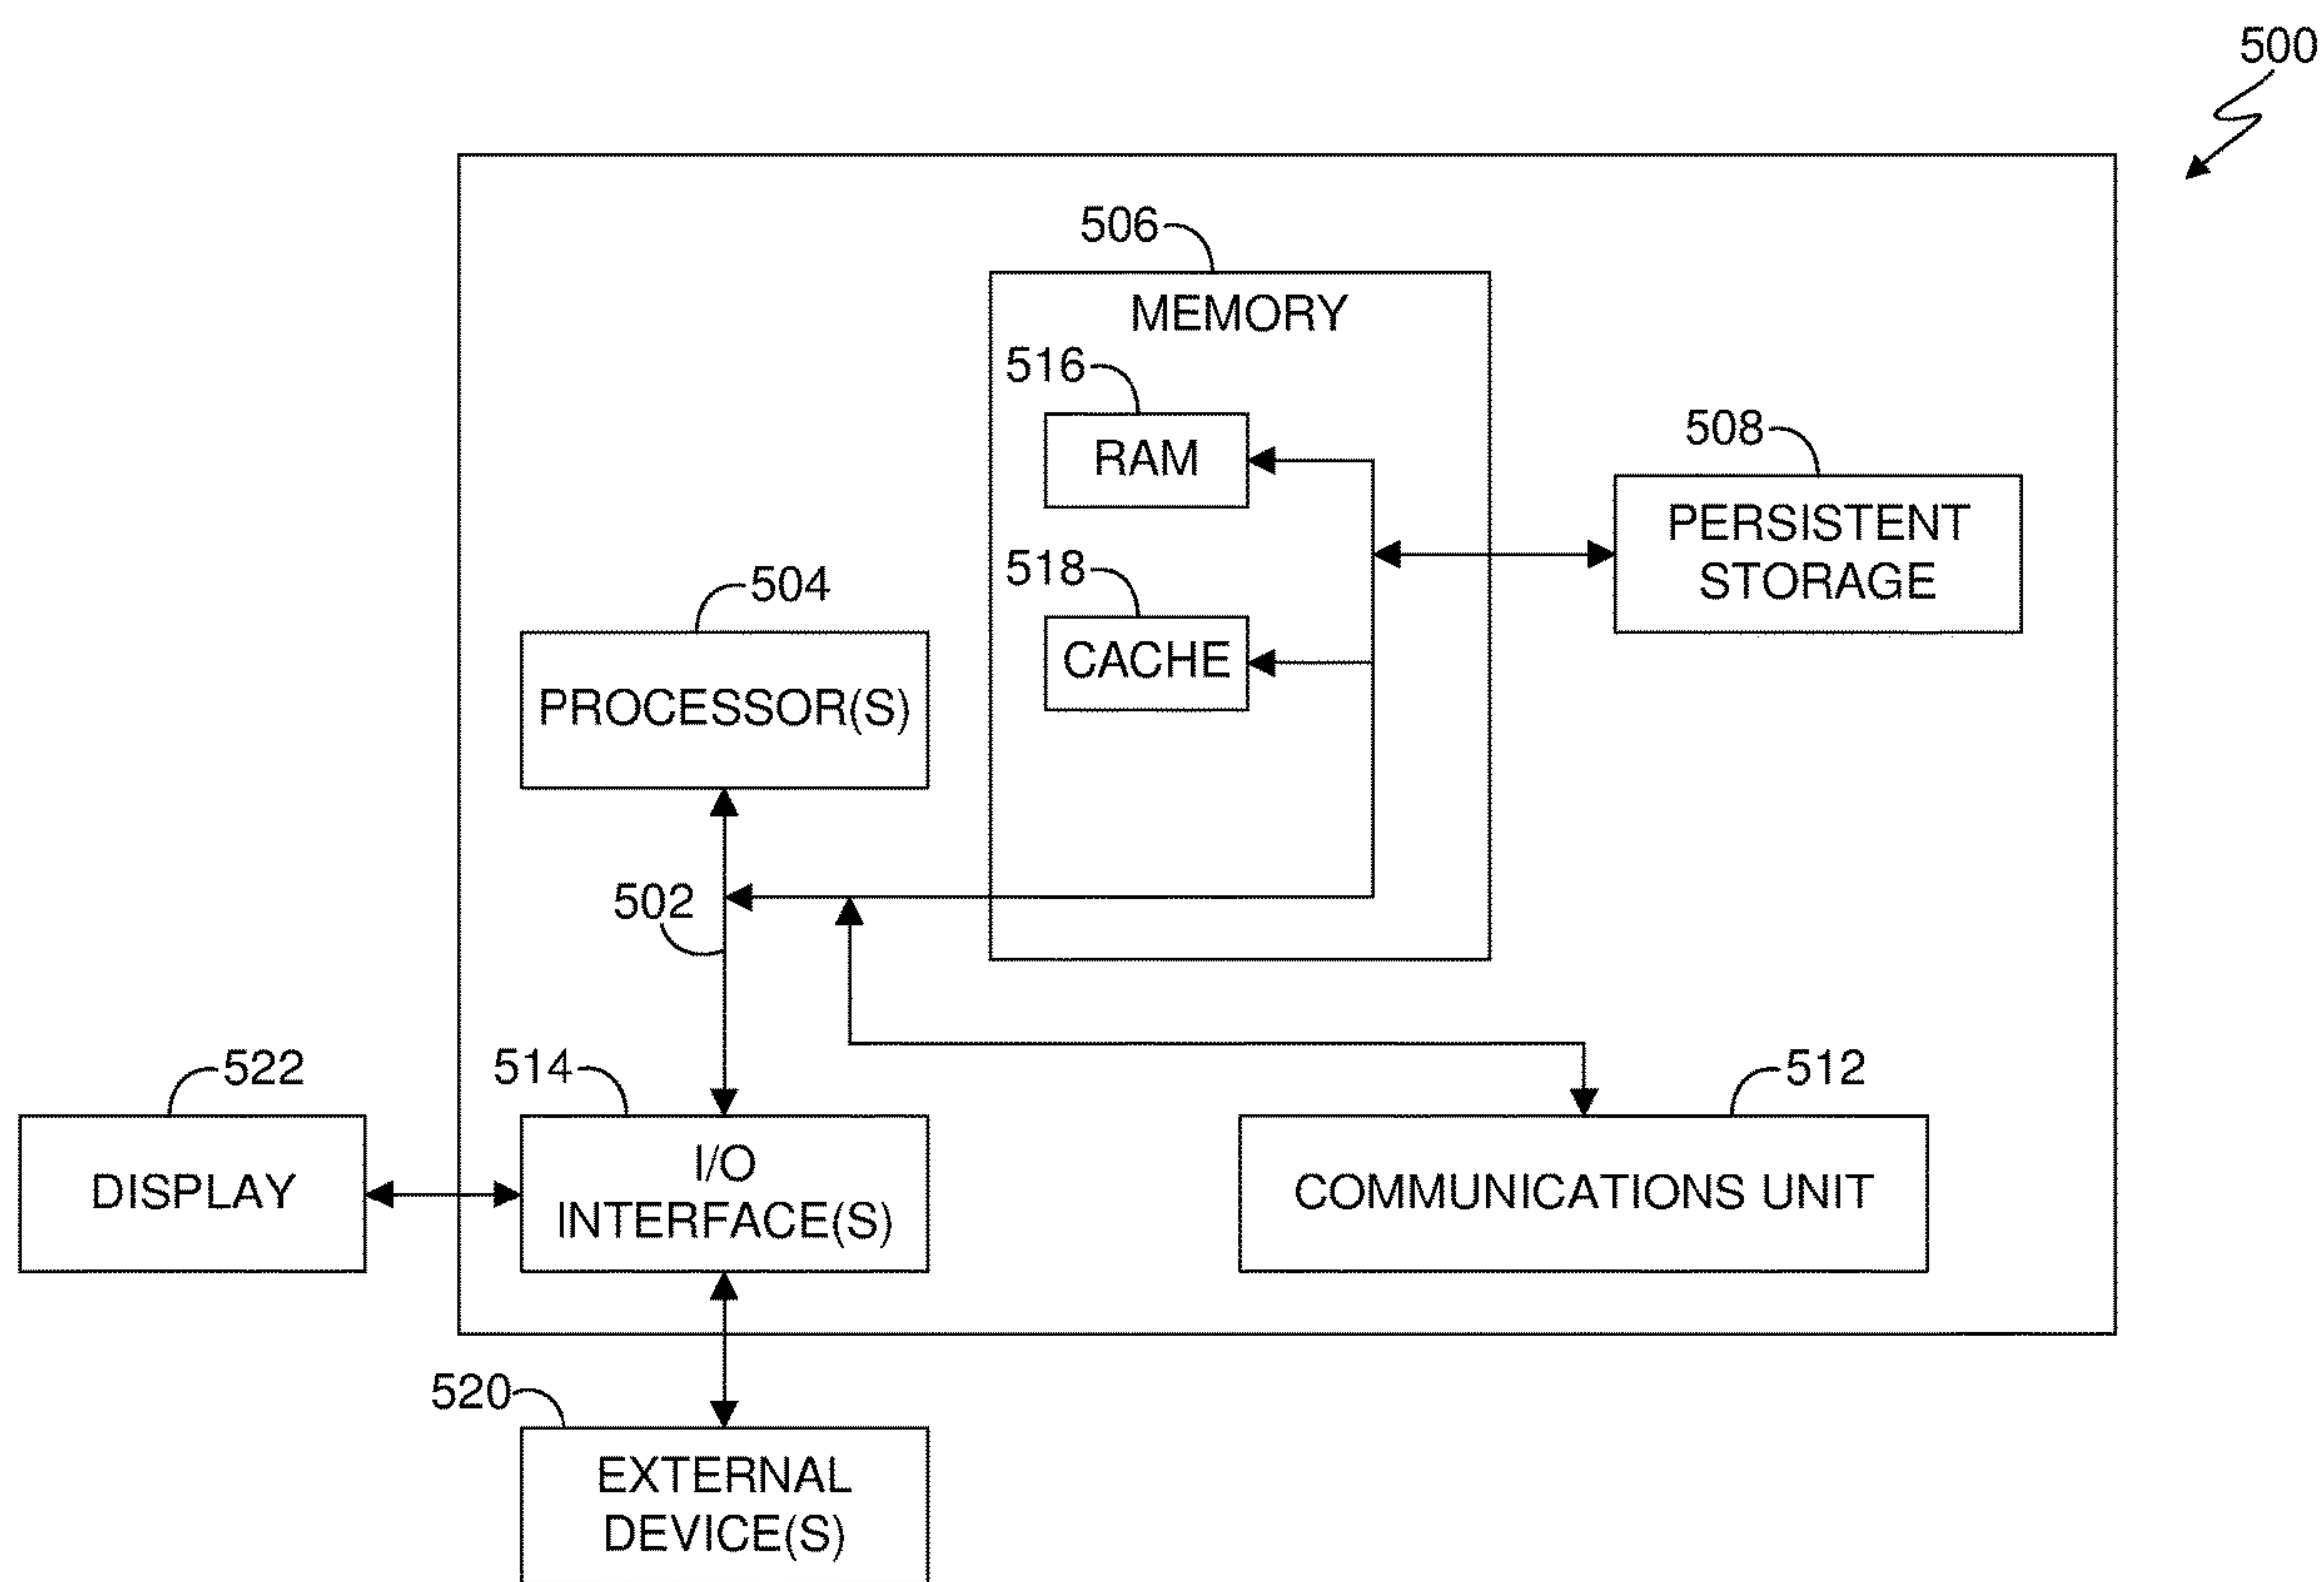 500
506
MEMORY
516
RAM
508
PERSISTENT
STORAGE
518
CACHE
504
PROCESSOR(S)
502
522
DISPLAY
514
I/O
INTERFACE(S)
512
COMMUNICATIONS UNIT
520
EXTERNAL
DEVICE(S)